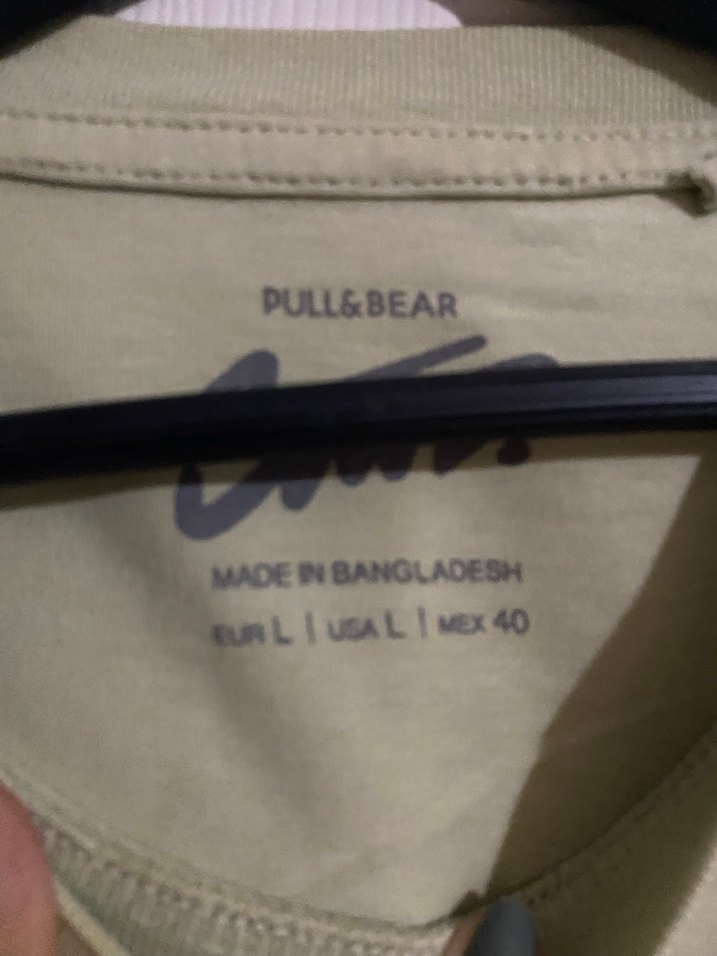 PULL&BEAR
MADE IN BANGLADESH
EUR L | USA L | MEX 40